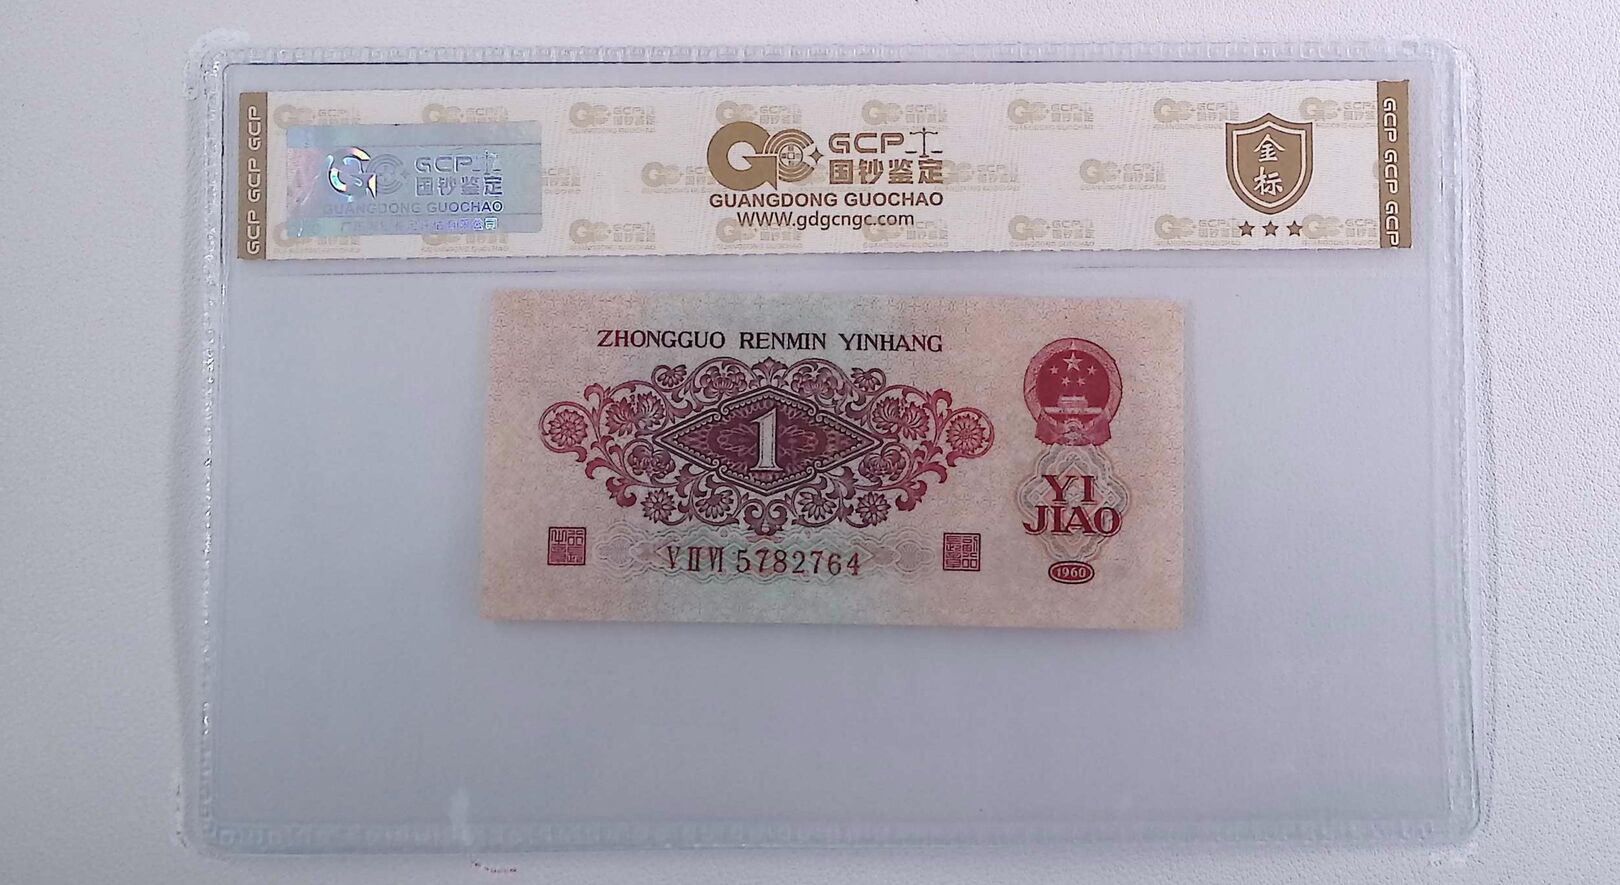 GCP GCP GCP
GCP
国钞鉴定
GUANGDONG GUOCHAO
GCP
国钞鉴定
GUANGDONG GUOCHAO
WWW.gdgcngc.com
金
标
GCP GCP GCP
ZHONGGUO RENMIN YINHANG
1
YI
JIAO
V II VI 5782764
1960